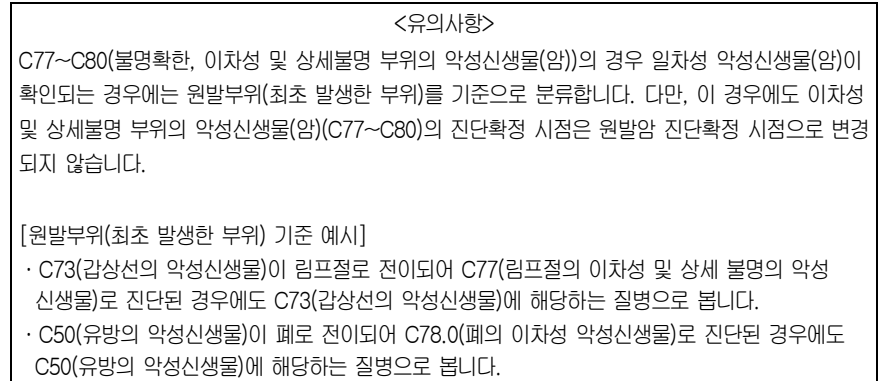 <유의사항>
C77~C80(불명확한, 이차성 및 상세불명 부위의 악성신생물(암))의 경우 일차성 악성신생물(암)이
확인되는 경우에는 원발부위(최초 발생한 부위)를 기준으로 분류합니다. 다만, 이 경우에도 이차성
및 상세불명 부위의 악성신생물(암)(C77~C80)의 진단확정 시점은 원발암 진단확정 시점으로 변경
되지 않습니다.
[원발부위(최초 발생한 부위) 기준 예시]
· C73(갑상선의 악성신생물)이 림프절로 전이되어 C77(림프절의 이차성 및 상세 불명의 악성
신생물)로 진단된 경우에도 C73(갑상선의 악성신생물)에 해당하는 질병으로 봅니다.
· C50(유방의 악성신생물)이 폐로 전이되어 C78.0(폐의 이차성 악성신생물)로 진단된 경우에도
C50(유방의 악성신생물)에 해당하는 질병으로 봅니다.